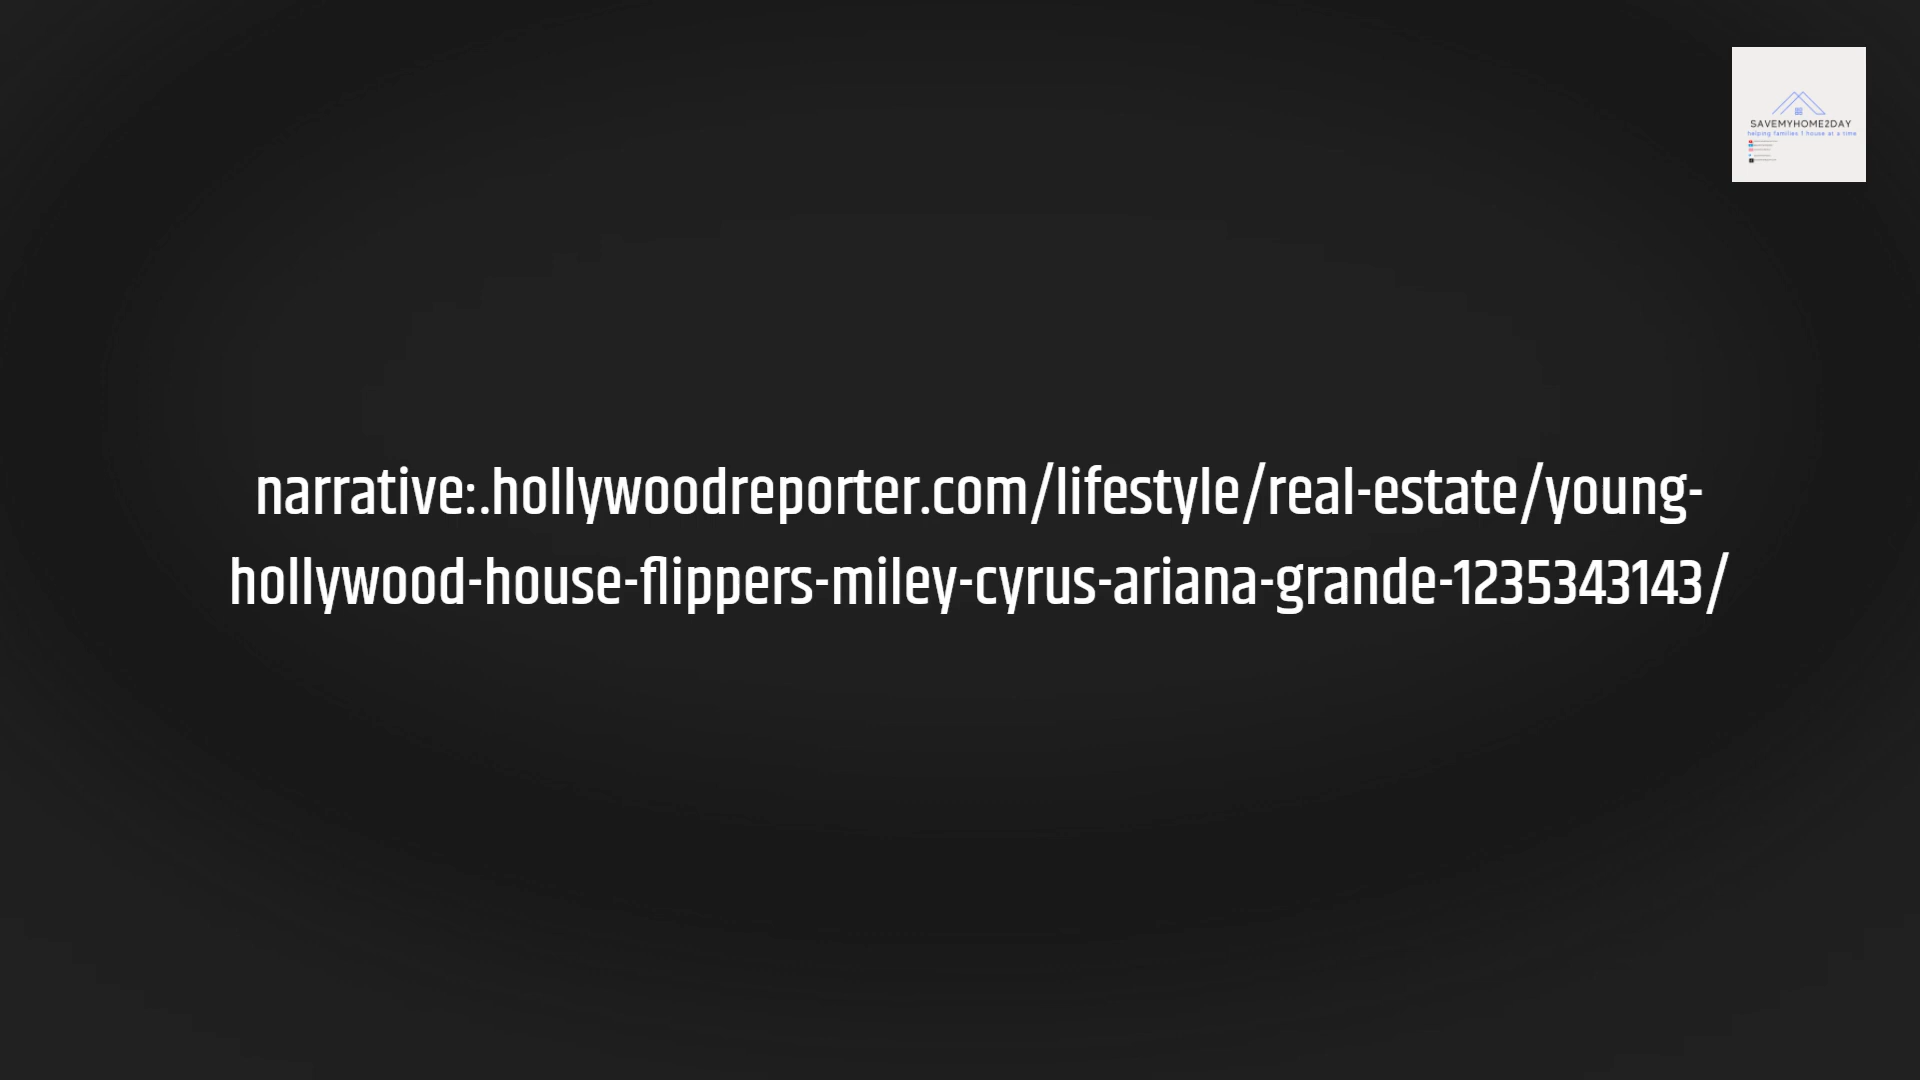 SAVEMYHOME2DAY
helping families 1 house at a time
narrative:.hollywoodreporter.com/lifestyle/real-estate/young-
hollywood-house-flippers-miley-cyrus-ariana-grande-1235343143/